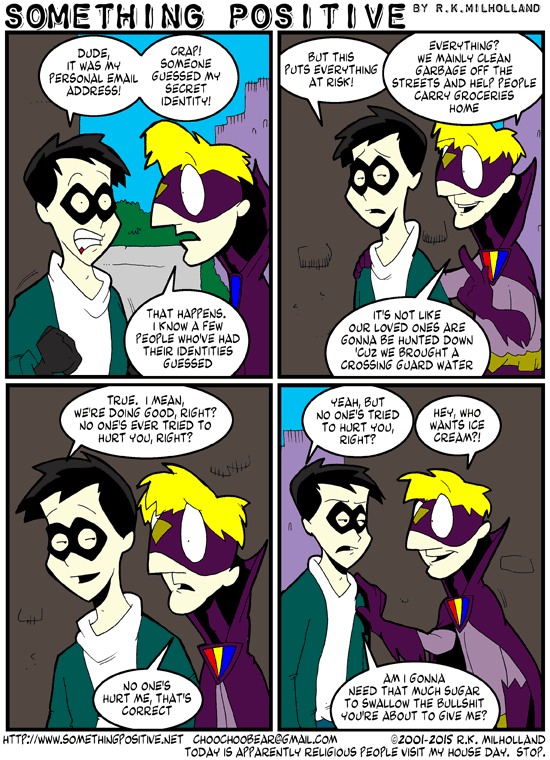 SOMETHING POSITIVE BY R.K.MILHOLLAND
DUDE,
IT WAS MY
PERSONAL EMAIL
ADDRESS!
CRAP!
SOMEONE
GUESSED MY
SECRET
IDENTITY!
THAT HAPPENS.
I KNOW A FEW
PEOPLE WHO'VE HAD
THEIR IDENTITIES
GUESSED
BUT THIS
PUTS EVERYTHING
AT RISK!
EVERYTHING?
WE MAINLY CLEAN
GARBAGE OFF THE
STREETS AND HELP PEOPLE
CARRY GROCERIES
HOME
IT'S NOT LIKE
OUR LOVED ONES ARE
GONNA BE HUNTED DOWN
'CUZ WE BROUGHT A
CROSSING GUARD WATER
TRUE. I MEAN,
WE'RE DOING GOOD, RIGHT?
NO ONE'S EVER TRIED TO
HURT YOU, RIGHT?
NO ONE'S
HURT ME, THAT'S
CORRECT
YEAH, BUT
NO ONE'S TRIED
TO HURT YOU,
RIGHT?
HEY, WHO
WANTS ICE
CREAM?!
AM I GONNA
NEED THAT MUCH SUGAR
TO SWALLOW THE BULLSHIT
YOU'RE ABOUT TO GIVE ME?
HTTP://WWW.SOMETHINGPOSITIVE.NET CHOOCHOOBEAR@GMAIL.COM ©2001-2015 R.K. MILHOLLAND
TODAY IS APPARENTLY RELIGIOUS PEOPLE VISIT MY HOUSE DAY. STOP.